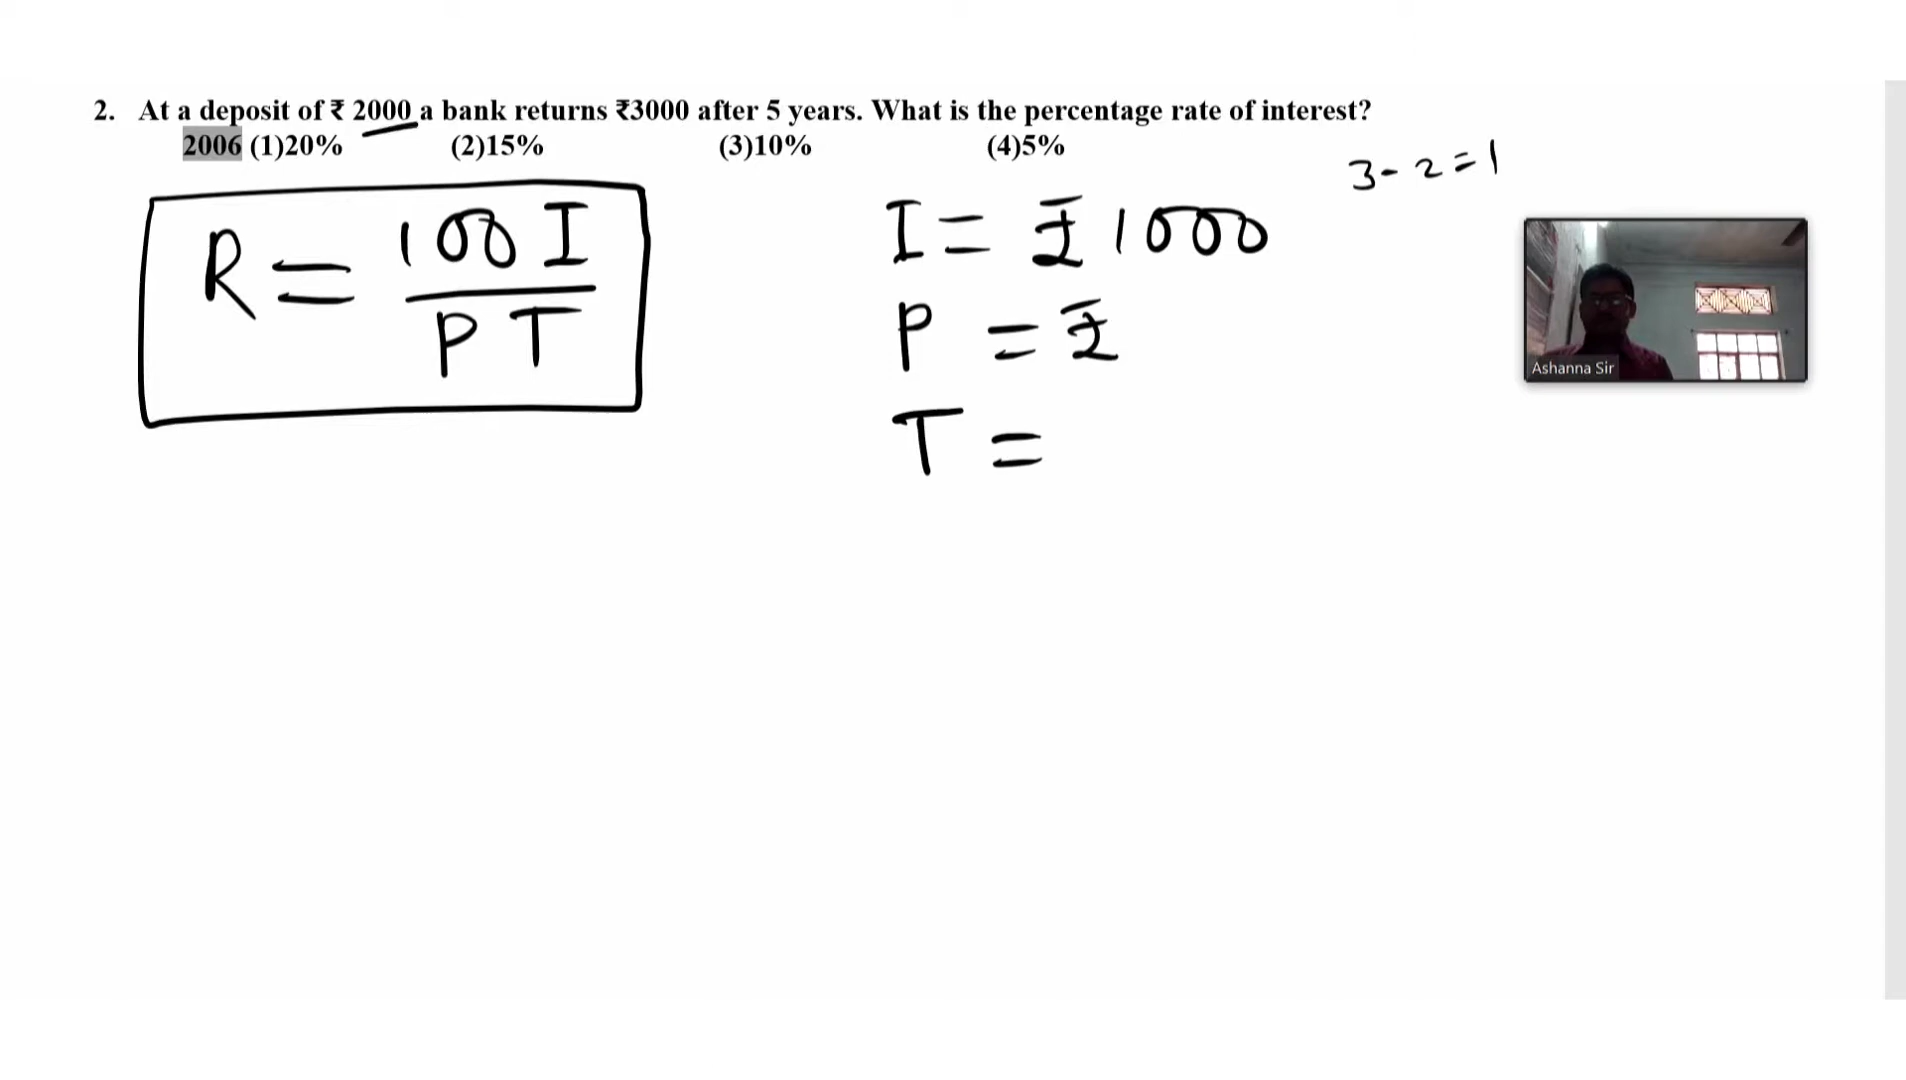 2. At a deposit of ₹ 2000 a bank returns ₹3000 after 5 years. What is the percentage rate of interest?
2006 (1)20% (2)15% (3)10% (4)5%
3 - 2 = 1
R = 100 I / P T
I = ₹ 1000
P = ₹
T =
Ashanna Sir